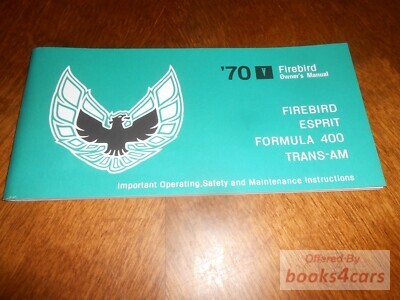 '70 Firebird
Owner's Manual
FIREBIRD
ESPRIT
FORMULA 400
TRANS-AM
Important Operating,Safety and Maintenance Instructions
Offered By
books4cars